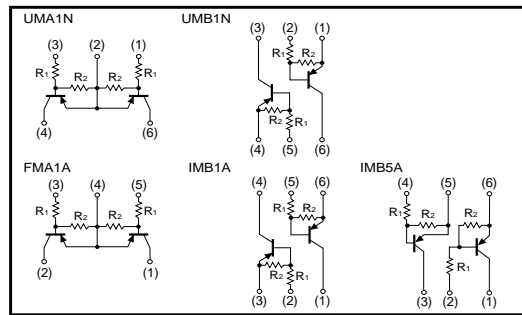 UMA1N
(3) (2) (1)
R1 R2 R2 R1
(4) (6)
UMB1N
(3) (2) (1)
R1 R2
R2 R1
(4) (5) (6)
FMA1A
(3) (4) (5)
R1 R2 R2 R1
(2) (1)
IMB1A
(4) (5) (6)
R1 R2
R2 R1
(3) (2) (1)
IMB5A
(4) (5) (6)
R1 R2 R2
R1
(3) (2) (1)